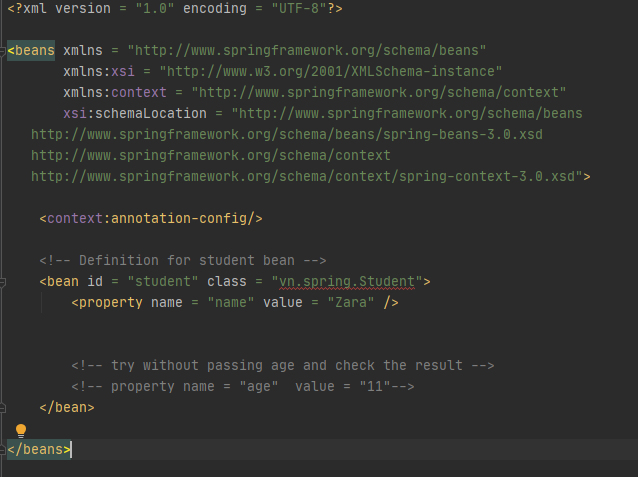 <?xml version = "1.0" encoding = "UTF-8"?>
<beans xmlns = "http://www.springframework.org/schema/beans"
xmlns:xsi = "http://www.w3.org/2001/XMLSchema-instance"
xmlns:context = "http://www.springframework.org/schema/context"
xsi:schemaLocation = "http://www.springframework.org/schema/beans
http://www.springframework.org/schema/beans/spring-beans-3.0.xsd
http://www.springframework.org/schema/context
http://www.springframework.org/schema/context/spring-context-3.0.xsd">
<context:annotation-config/>
<!-- Definition for student bean -->
<bean id = "student" class = "vn.spring.Student">
<property name = "name" value = "Zara" />
<!-- try without passing age and check the result -->
<!-- property name = "age"  value = "11"-->
</bean>
</beans>